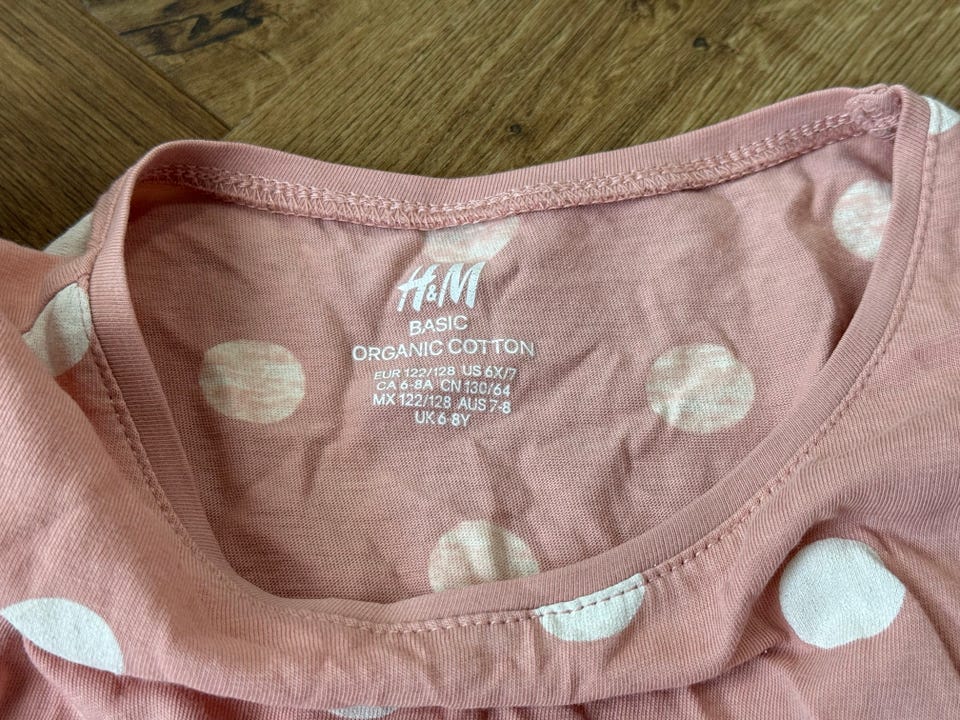 H&M
BASIC
ORGANIC COTTON
EUR 122/128 US 6X/7
CA 6-8A CN 130/64
MX 122/128 AUS 7-8
UK 6-8Y